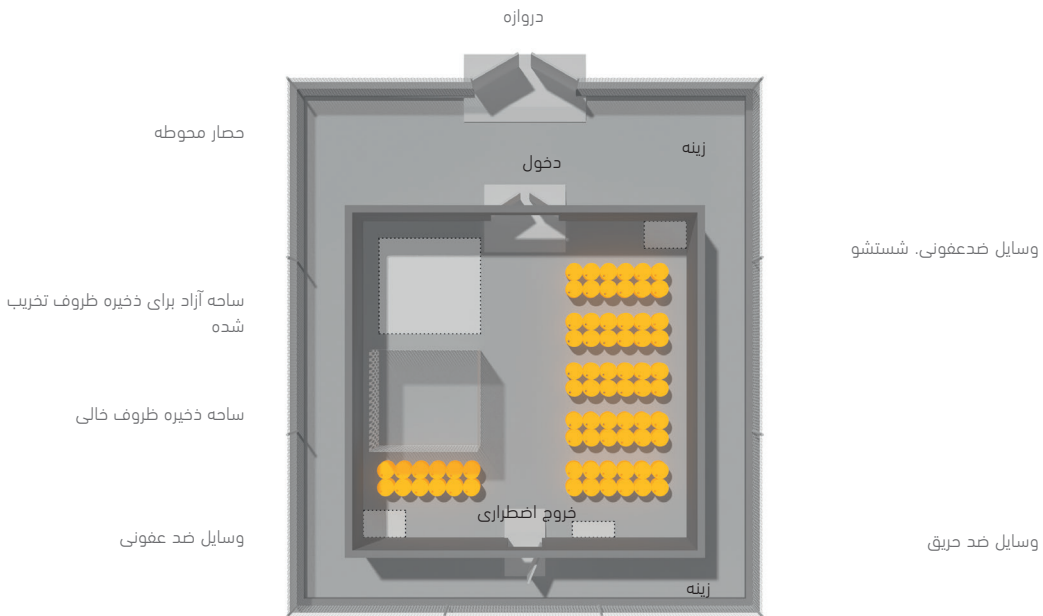 دروازه
حصار محوطه
زینه
دخول
وسایل ضدعفونی. شستشو
ساحه آزاد برای ذخیره ظروف تخریب
شده
ساحه ذخیره ظروف خالی
خروج اضطراری
وسایل ضد عفونی
وسایل ضد حریق
زینه